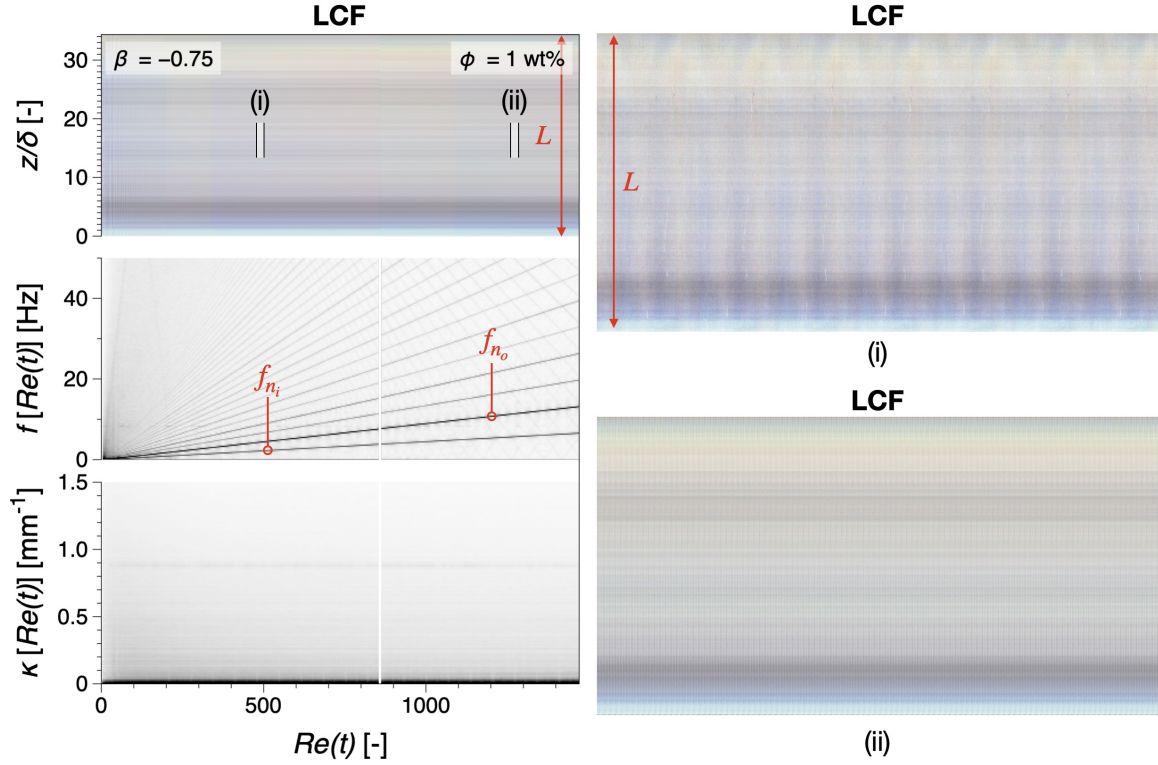 LCF
β = −0.75
ϕ = 1 wt%
(i)
(ii)
L
z/δ [-]
30
20
10
0
f [Re(t)] [Hz]
40
20
0
f_{n_i}
f_{n_o}
κ [Re(t)] [mm⁻¹]
1.5
1.0
0.5
0
0
500
1000
Re(t) [-]
LCF
L
(i)
LCF
(ii)